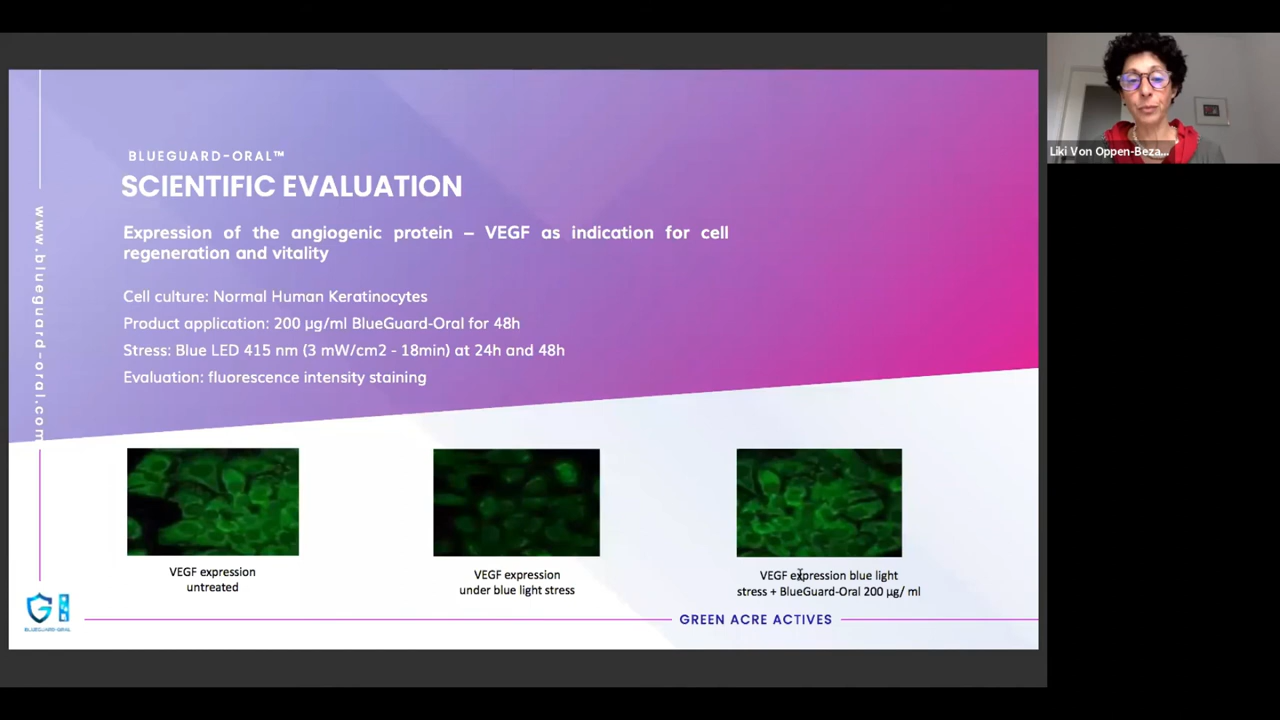 BLUEGUARD-ORAL™
SCIENTIFIC EVALUATION
Expression of the angiogenic protein – VEGF as indication for cell
regeneration and vitality
Cell culture: Normal Human Keratinocytes
Product application: 200 µg/ml BlueGuard-Oral for 48h
Stress: Blue LED 415 nm (3 mW/cm2 - 18min) at 24h and 48h
Evaluation: fluorescence intensity staining
www.blueguard-oral.com
VEGF expression
untreated
VEGF expression
under blue light stress
VEGF expression blue light
stress + BlueGuard-Oral 200 µg/ ml
BLUEGUARD-ORAL
GREEN ACRE ACTIVES
Liki Von Oppen-Beza...